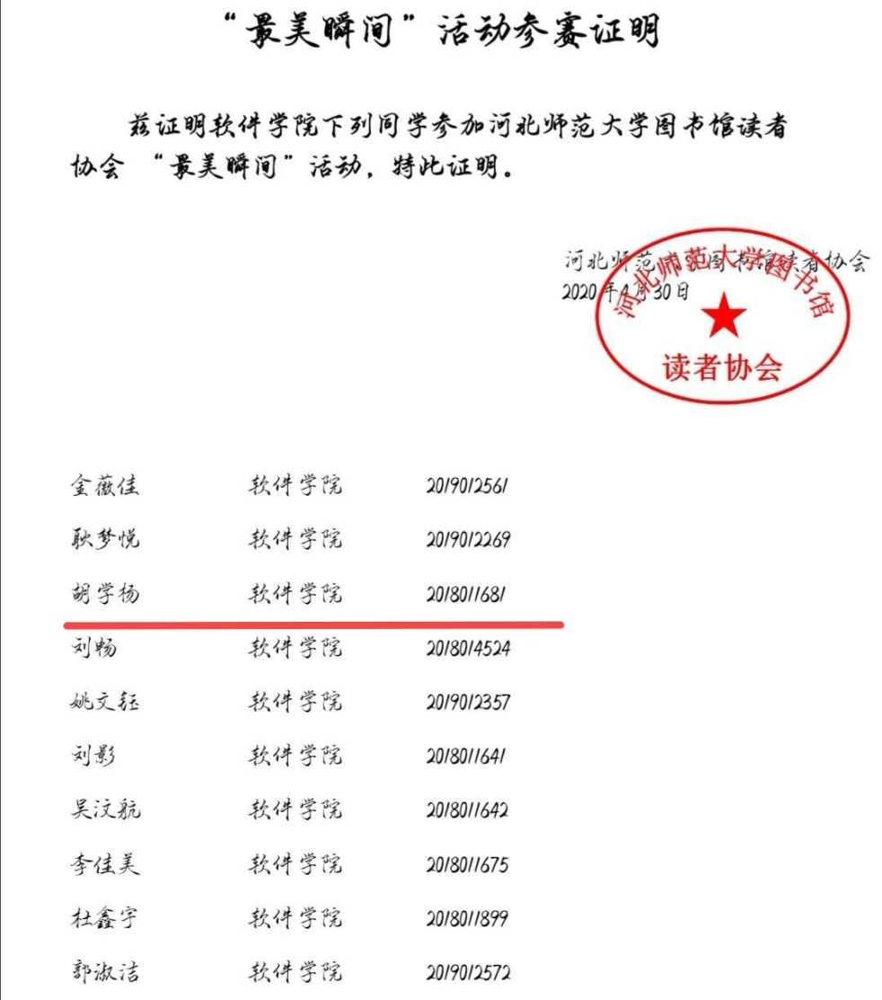 “最美瞬间”活动参赛证明
兹证明软件学院下列同学参加河北师范大学图书馆读者
协会 “最美瞬间”活动，特此证明。
河北师范大学图书馆读者协会
2020年4月30日
河北师范大学图书馆
读者协会
金薇佳 软件学院 2019012561
耿梦悦 软件学院 2019012269
胡学杨 软件学院 2018011681
刘畅 软件学院 2018014524
姚文钰 软件学院 2019012357
刘影 软件学院 2018011641
吴汶航 软件学院 2018011642
李佳美 软件学院 2018011675
杜鑫宇 软件学院 2018011899
郭淑洁 软件学院 2019012572